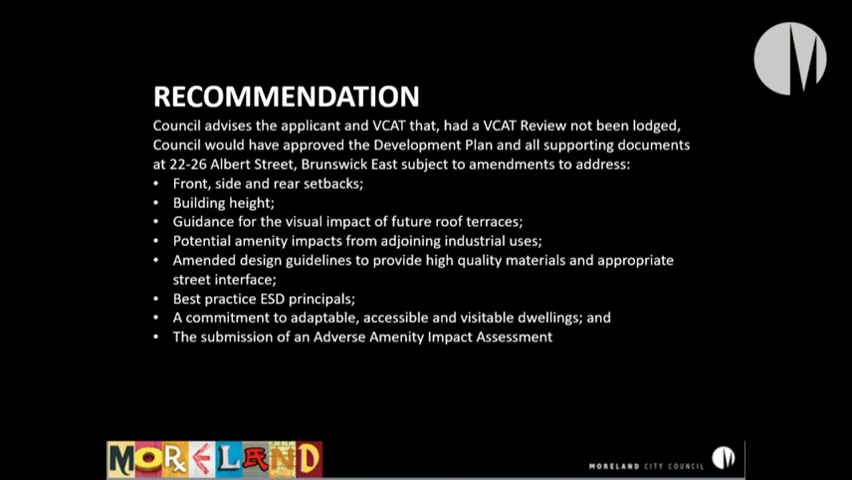 RECOMMENDATION
Council advises the applicant and VCAT that, had a VCAT Review not been lodged,
Council would have approved the Development Plan and all supporting documents
at 22-26 Albert Street, Brunswick East subject to amendments to address:
• Front, side and rear setbacks;
• Building height;
• Guidance for the visual impact of future roof terraces;
• Potential amenity impacts from adjoining industrial uses;
• Amended design guidelines to provide high quality materials and appropriate
street interface;
• Best practice ESD principals;
• A commitment to adaptable, accessible and visitable dwellings; and
• The submission of an Adverse Amenity Impact Assessment
MORELAND
MORELAND CITY COUNCIL